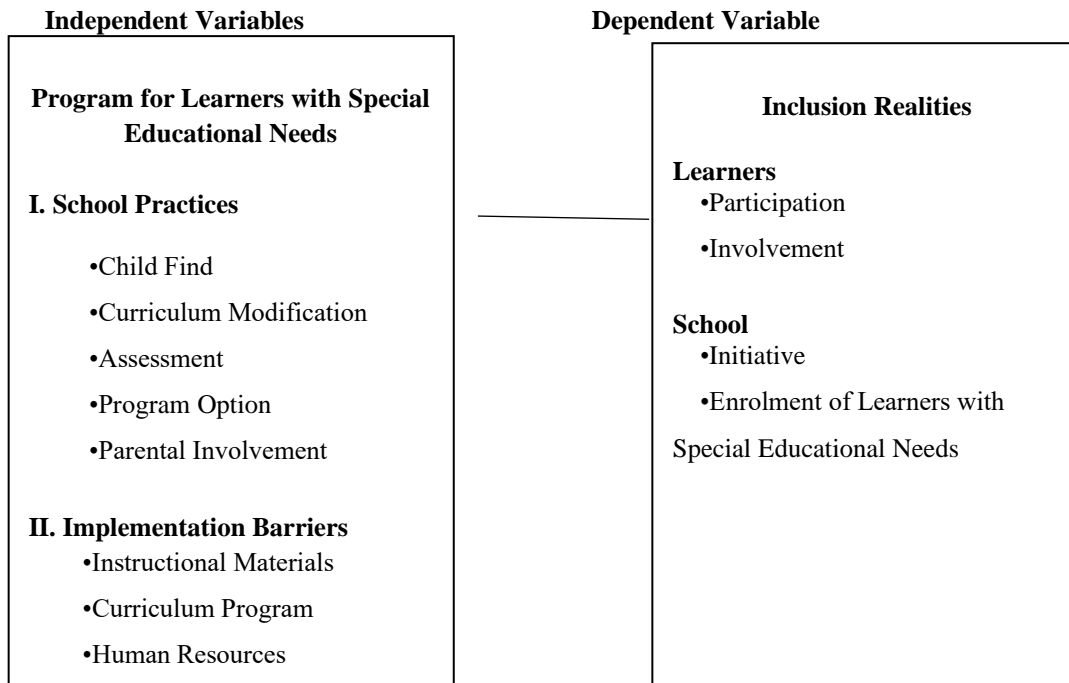 Independent Variables
Dependent Variable
Program for Learners with Special
Educational Needs
I. School Practices
•Child Find
•Curriculum Modification
•Assessment
•Program Option
•Parental Involvement
II. Implementation Barriers
•Instructional Materials
•Curriculum Program
•Human Resources
Inclusion Realities
Learners
•Participation
•Involvement
School
•Initiative
•Enrolment of Learners with
Special Educational Needs